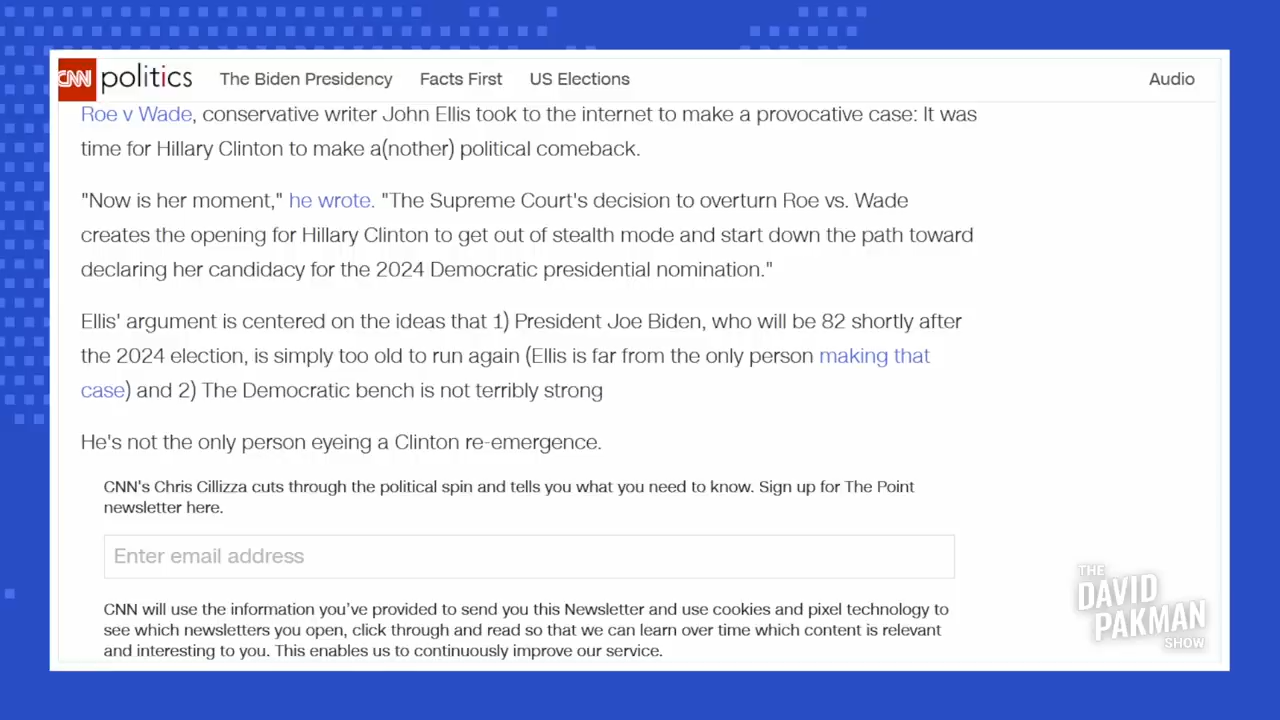 CNN politics The Biden Presidency Facts First US Elections Audio
Roe v Wade, conservative writer John Ellis took to the internet to make a provocative case: It was
time for Hillary Clinton to make a(nother) political comeback.
"Now is her moment," he wrote. "The Supreme Court's decision to overturn Roe vs. Wade
creates the opening for Hillary Clinton to get out of stealth mode and start down the path toward
declaring her candidacy for the 2024 Democratic presidential nomination."
Ellis' argument is centered on the ideas that 1) President Joe Biden, who will be 82 shortly after
the 2024 election, is simply too old to run again (Ellis is far from the only person making that
case) and 2) The Democratic bench is not terribly strong
He's not the only person eyeing a Clinton re-emergence.
CNN's Chris Cillizza cuts through the political spin and tells you what you need to know. Sign up for The Point
newsletter here.
Enter email address
CNN will use the information you've provided to send you this Newsletter and use cookies and pixel technology to
see which newsletters you open, click through and read so that we can learn over time which content is relevant
and interesting to you. This enables us to continuously improve our service.
THE
DAVID
PAKMAN
SHOW